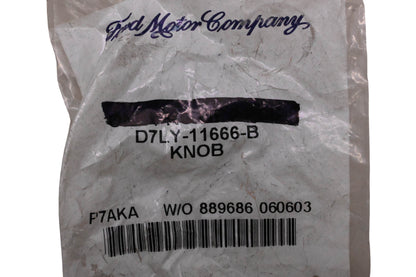 Ford Motor Company
D7LY-11666-B
KNOB
P7AKA W/O 889686 060603